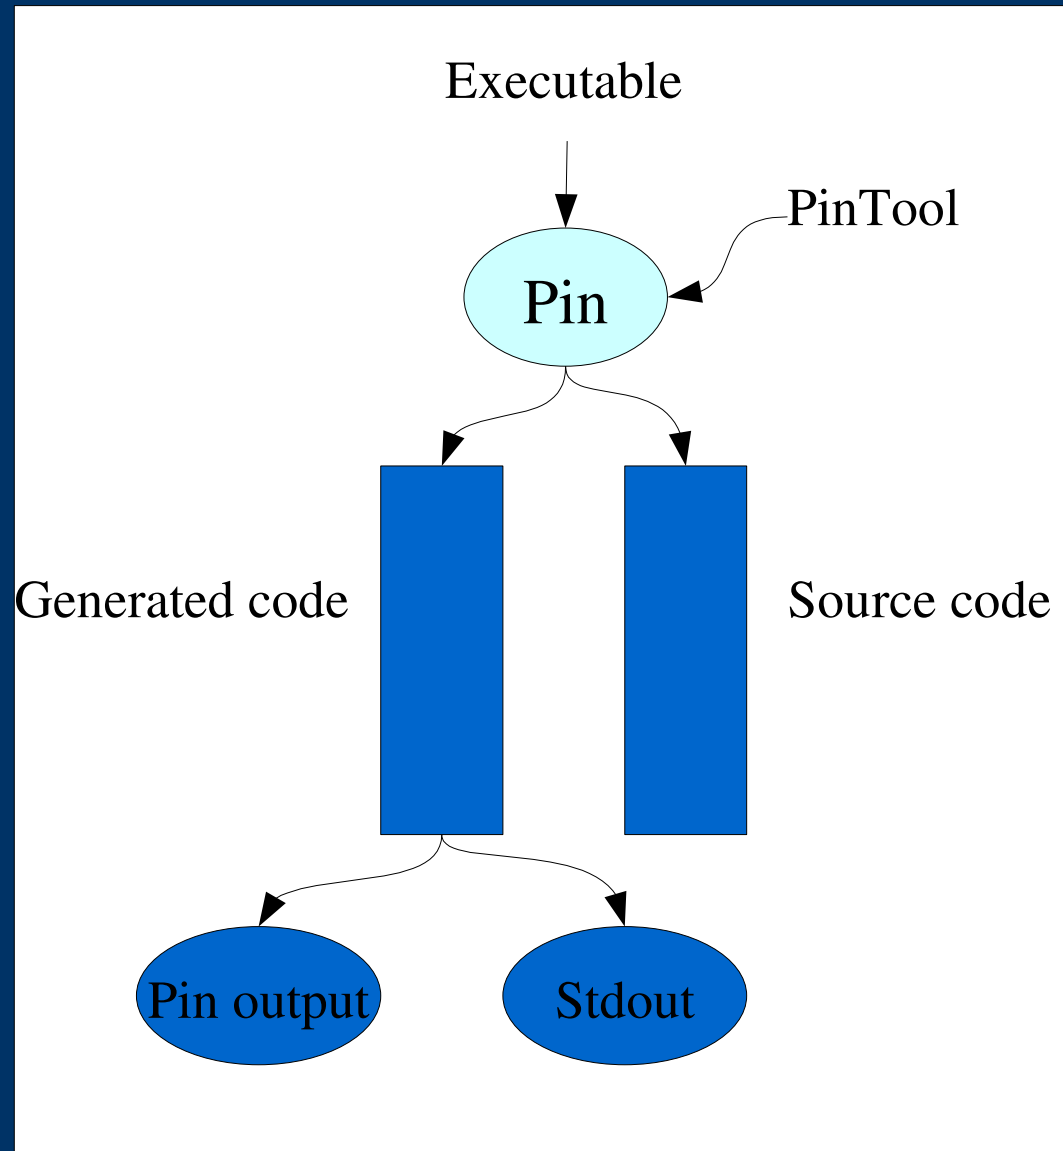 Executable
PinTool
Pin
Generated code
Source code
Pin output
Stdout